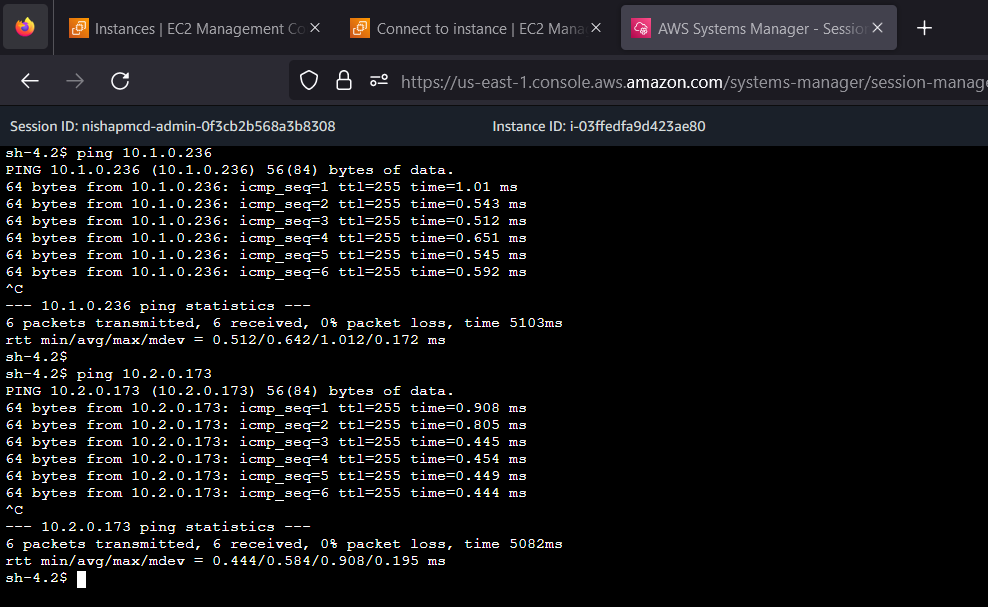 Instances | EC2 Management Co
Connect to instance | EC2 Mana
AWS Systems Manager - Sessio
https://us-east-1.console.aws.amazon.com/systems-manager/session-manage
Session ID: nishapmcd-admin-0f3cb2b568a3b8308
Instance ID: i-03ffedfa9d423ae80
sh-4.2$ ping 10.1.0.236
PING 10.1.0.236 (10.1.0.236) 56(84) bytes of data.
64 bytes from 10.1.0.236: icmp_seq=1 ttl=255 time=1.01 ms
64 bytes from 10.1.0.236: icmp_seq=2 ttl=255 time=0.543 ms
64 bytes from 10.1.0.236: icmp_seq=3 ttl=255 time=0.512 ms
64 bytes from 10.1.0.236: icmp_seq=4 ttl=255 time=0.651 ms
64 bytes from 10.1.0.236: icmp_seq=5 ttl=255 time=0.545 ms
64 bytes from 10.1.0.236: icmp_seq=6 ttl=255 time=0.592 ms
^C
--- 10.1.0.236 ping statistics ---
6 packets transmitted, 6 received, 0% packet loss, time 5103ms
rtt min/avg/max/mdev = 0.512/0.642/1.012/0.172 ms
sh-4.2$
sh-4.2$ ping 10.2.0.173
PING 10.2.0.173 (10.2.0.173) 56(84) bytes of data.
64 bytes from 10.2.0.173: icmp_seq=1 ttl=255 time=0.908 ms
64 bytes from 10.2.0.173: icmp_seq=2 ttl=255 time=0.805 ms
64 bytes from 10.2.0.173: icmp_seq=3 ttl=255 time=0.445 ms
64 bytes from 10.2.0.173: icmp_seq=4 ttl=255 time=0.454 ms
64 bytes from 10.2.0.173: icmp_seq=5 ttl=255 time=0.449 ms
64 bytes from 10.2.0.173: icmp_seq=6 ttl=255 time=0.444 ms
^C
--- 10.2.0.173 ping statistics ---
6 packets transmitted, 6 received, 0% packet loss, time 5082ms
rtt min/avg/max/mdev = 0.444/0.584/0.908/0.195 ms
sh-4.2$